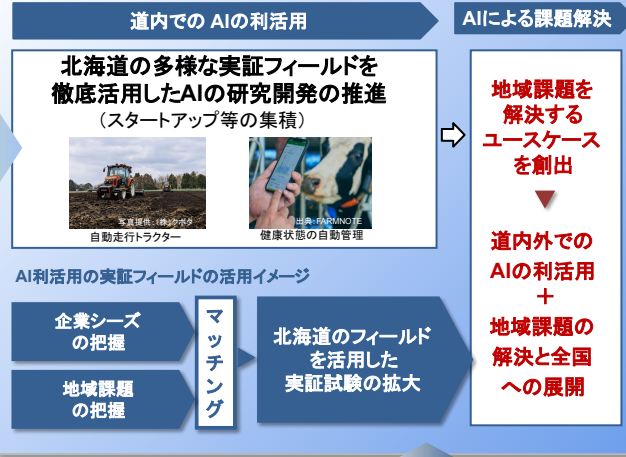 道内での AIの利活用
AIによる課題解決
北海道の多様な実証フィールドを
徹底活用したAIの研究開発の推進
（スタートアップ等の集積）
写真提供：（株）クボタ
自動走行トラクター
出典：FARMNOTE
健康状態の自動管理
地域課題を
解決する
ユースケース
を創出
道内外での
AIの利活用
＋
地域課題の
解決と全国
への展開
AI利活用の実証フィールドの活用イメージ
企業シーズ
の把握
地域課題
の把握
マッチング
北海道のフィールド
を活用した
実証試験の拡大